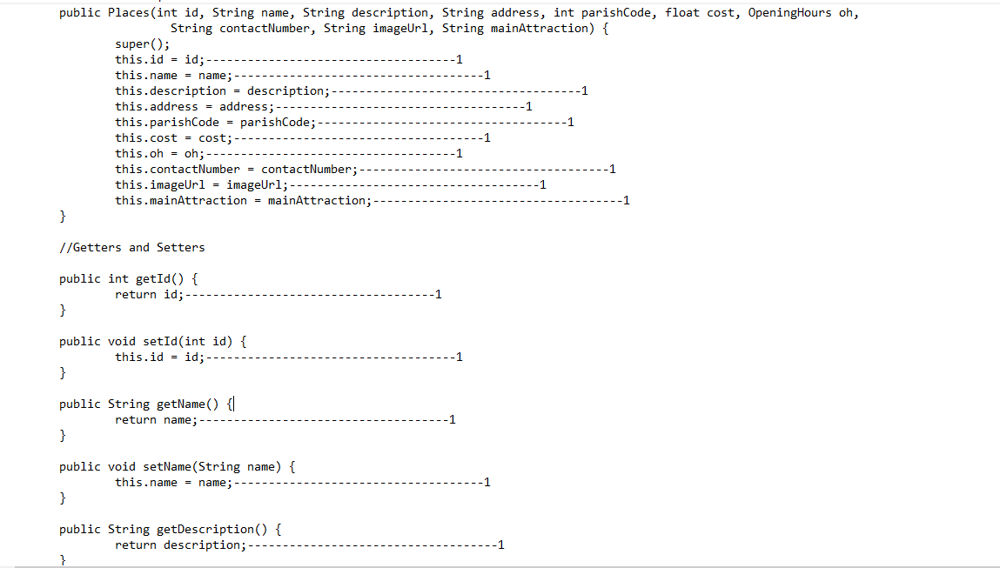 public Places(int id, String name, String description, String address, int parishCode, float cost, OpeningHours oh,
String contactNumber, String imageUrl, String mainAttraction) {
super();
this.id = id;------------------------------------1
this.name = name;------------------------------------1
this.description = description;------------------------------------1
this.address = address;------------------------------------1
this.parishCode = parishCode;------------------------------------1
this.cost = cost;------------------------------------1
this.oh = oh;------------------------------------1
this.contactNumber = contactNumber;------------------------------------1
this.imageUrl = imageUrl;------------------------------------1
this.mainAttraction = mainAttraction;------------------------------------1
}
//Getters and Setters
public int getId() {
return id;------------------------------------1
}
public void setId(int id) {
this.id = id;------------------------------------1
}
public String getName() {
return name;------------------------------------1
}
public void setName(String name) {
this.name = name;------------------------------------1
}
public String getDescription() {
return description;------------------------------------1
}